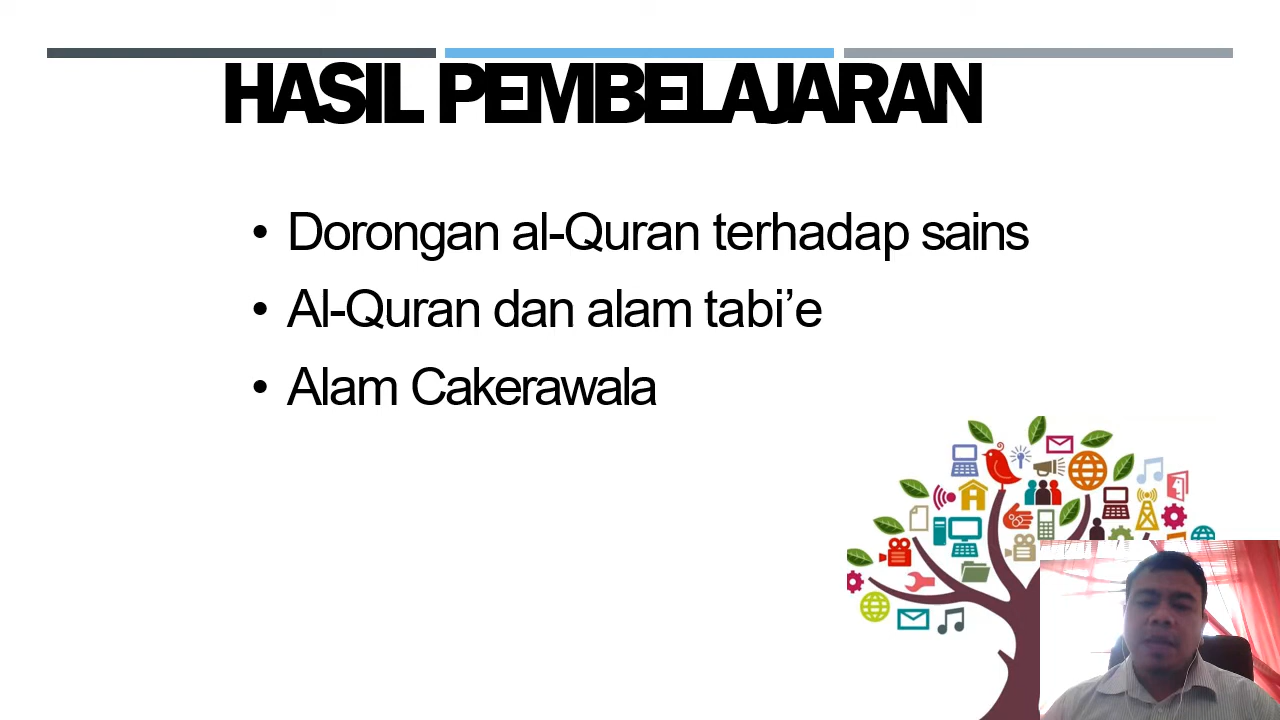 HASIL PEMBELAJARAN
• Dorongan al-Quran terhadap sains
• Al-Quran dan alam tabi’e
• Alam Cakerawala